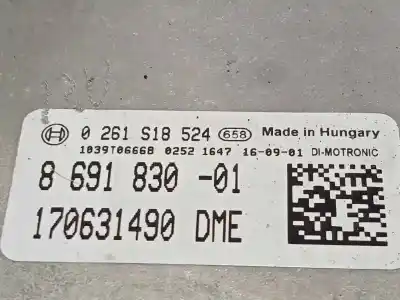 0 261 S18 524 658 Made in Hungary
1039T06668 0252 1647 16-09-01 DI-MOTRONIC
8 691 830 -01
170631490 DME